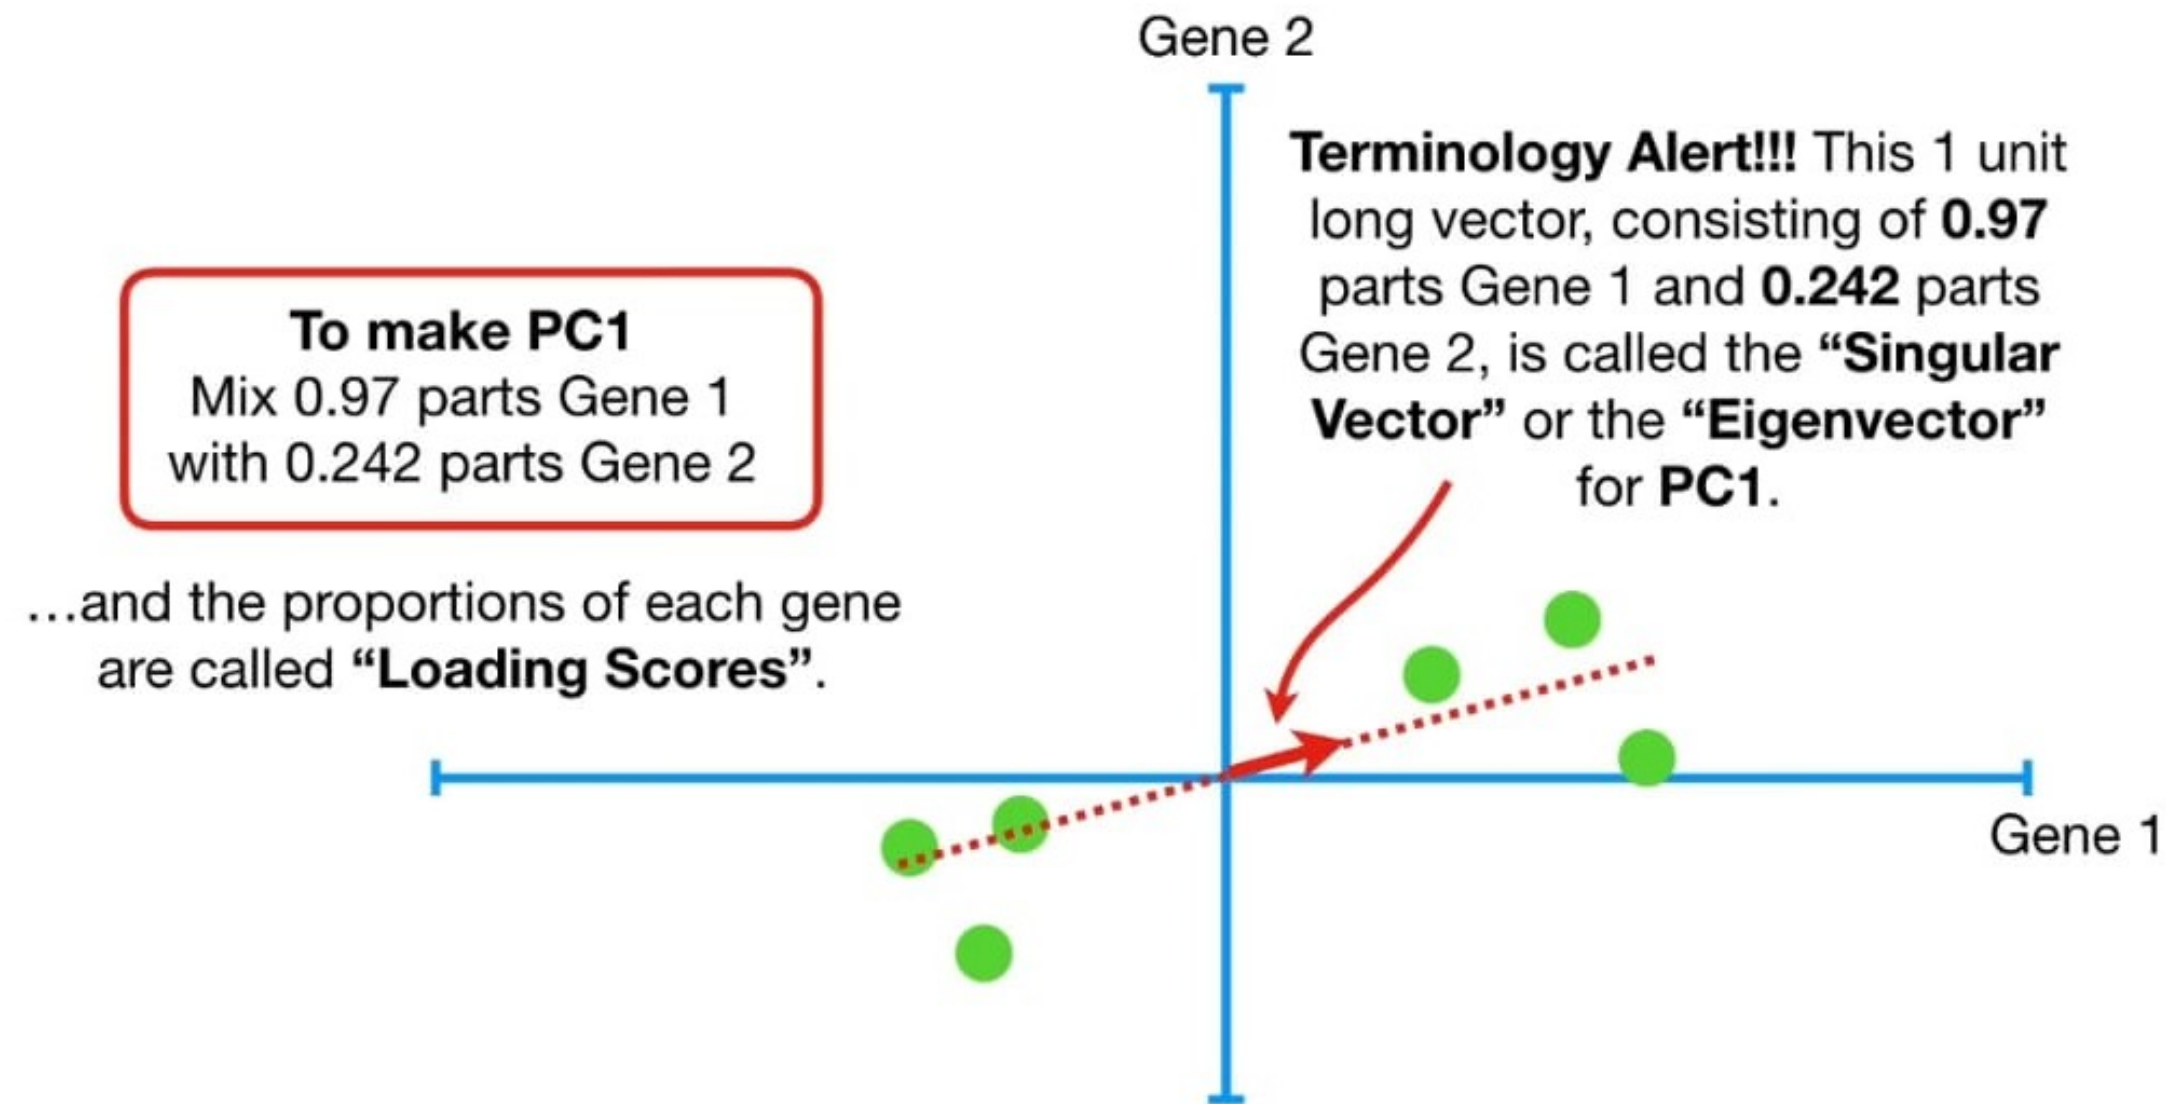 Gene 2
Terminology Alert!!! This 1 unit
long vector, consisting of 0.97
parts Gene 1 and 0.242 parts
Gene 2, is called the “Singular
Vector” or the “Eigenvector”
for PC1.
To make PC1
Mix 0.97 parts Gene 1
with 0.242 parts Gene 2
…and the proportions of each gene
are called “Loading Scores”.
Gene 1